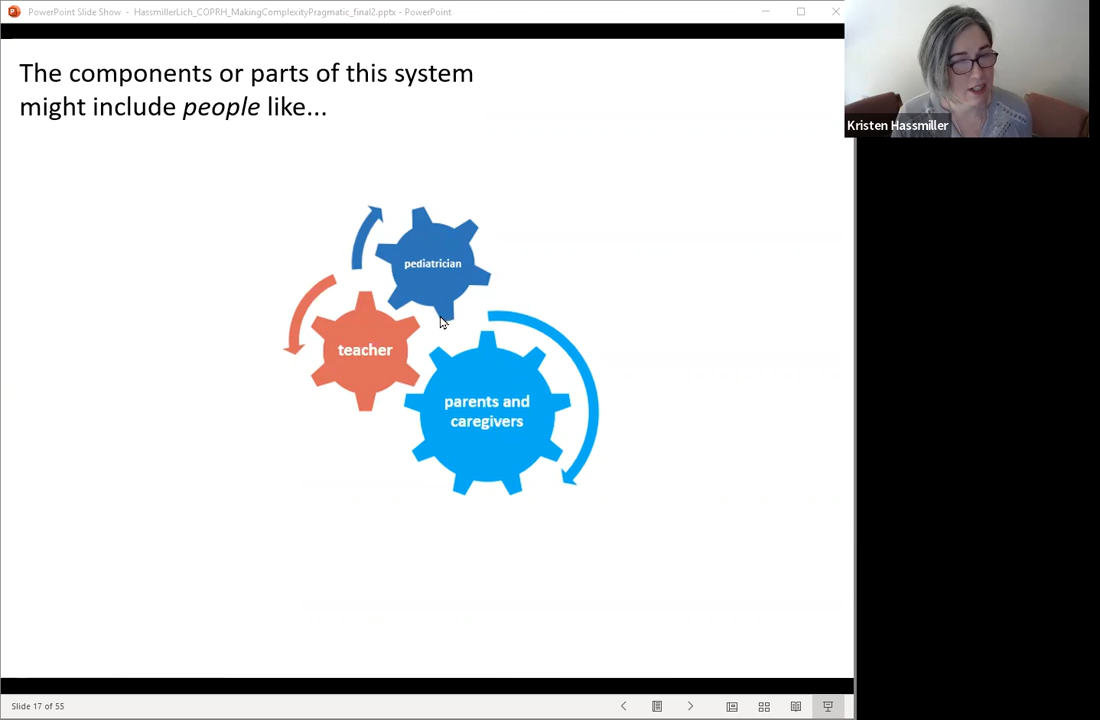 PowerPoint Slide Show - HassmillerLich_COPRH_MakingComplexityPragmatic_final2.pptx - PowerPoint
Kristen Hassmiller
The components or parts of this system
might include people like...
pediatrician
teacher
parents and
caregivers
Slide 17 of 55